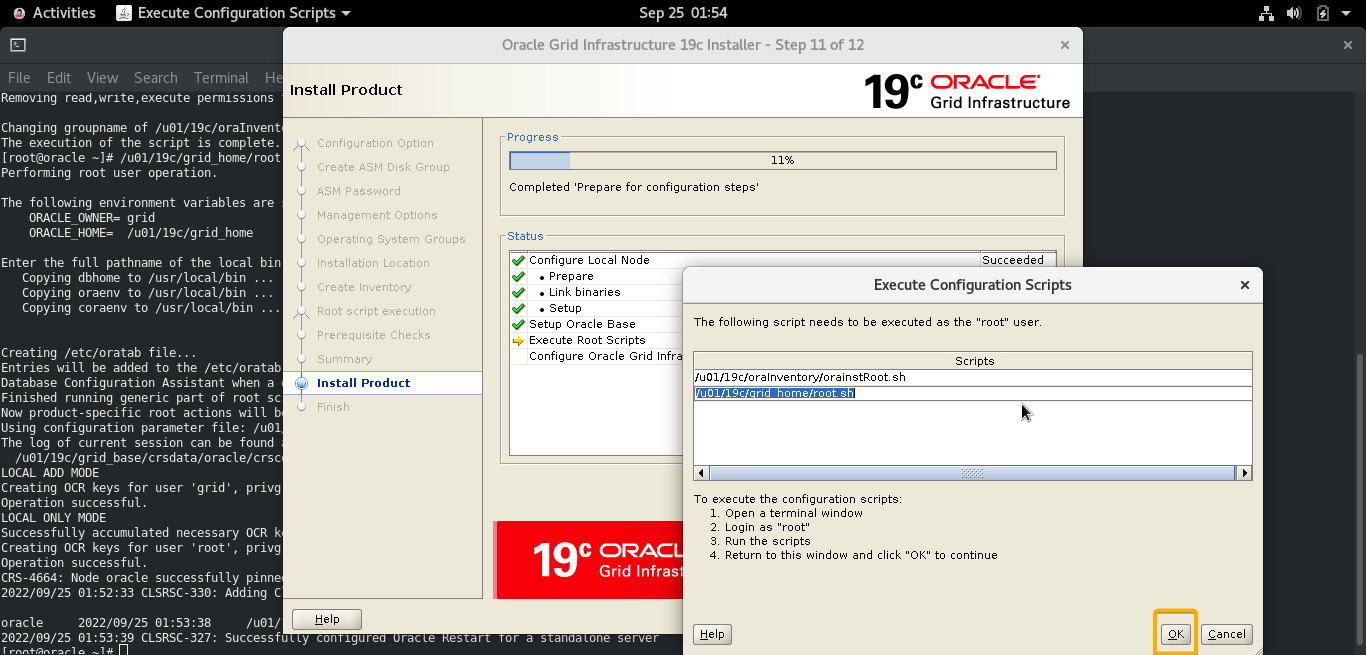 Activities Execute Configuration Scripts Sep 25 01:54
Oracle Grid Infrastructure 19c Installer - Step 11 of 12
File Edit View Search Terminal He
Removing read,write,execute permissions
Changing groupname of /u01/19c/oraInvent
The execution of the script is complete.
[root@oracle ~]# /u01/19c/grid_home/root
Performing root user operation.
The following environment variables are
ORACLE_OWNER= grid
ORACLE_HOME= /u01/19c/grid_home
Enter the full pathname of the local bin
Copying dbhome to /usr/local/bin ...
Copying oraenv to /usr/local/bin ...
Copying coraenv to /usr/local/bin ...
Creating /etc/oratab file...
Entries will be added to the /etc/oratab
Database Configuration Assistant when a
Finished running generic part of root sc
Now product-specific root actions will b
Using configuration parameter file: /u01
The log of current session can be found
/u01/19c/grid_base/crsdata/oracle/crsc
LOCAL ADD MODE
Creating OCR keys for user 'grid', privg
Operation successful.
LOCAL ONLY MODE
Successfully accumulated necessary OCR k
Creating OCR keys for user 'root', privg
Operation successful.
CRS-4664: Node oracle successfully pinne
2022/09/25 01:52:33 CLSRSC-330: Adding C
oracle 2022/09/25 01:53:38 /u01/
2022/09/25 01:53:39 CLSRSC-327: Successfully configured Oracle Restart for a standalone server
[root@oracle ~]#
Install Product
19c ORACLE
Grid Infrastructure
Configuration Option
Create ASM Disk Group
ASM Password
Management Options
Operating System Groups
Installation Location
Create Inventory
Root script execution
Prerequisite Checks
Summary
Install Product
Finish
Help
Progress
11%
Completed 'Prepare for configuration steps'
Status
Configure Local Node Succeeded
• Prepare
• Link binaries
• Setup
Setup Oracle Base
Execute Root Scripts
Configure Oracle Grid Infra
19c ORACL
Grid Infrast
Execute Configuration Scripts
The following script needs to be executed as the "root" user.
Scripts
/u01/19c/oraInventory/orainstRoot.sh
/u01/19c/grid_home/root.sh
To execute the configuration scripts:
1. Open a terminal window
2. Login as "root"
3. Run the scripts
4. Return to this window and click "OK" to continue
Help OK Cancel